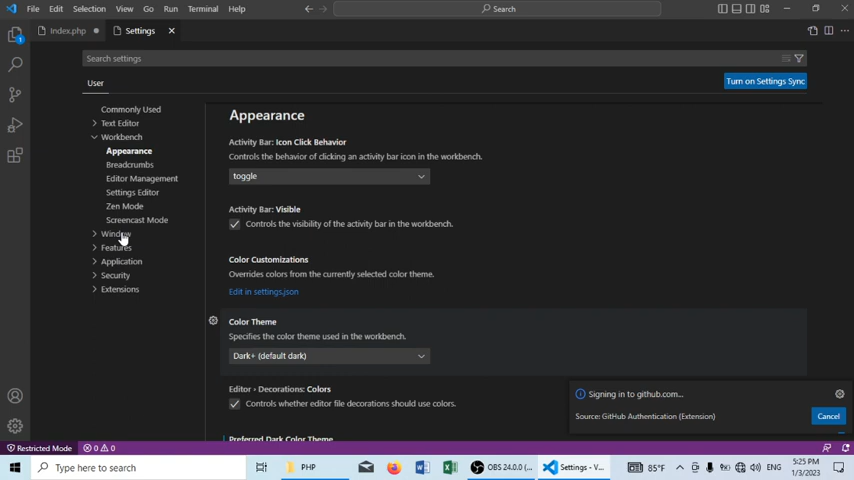 File Edit Selection View Go Run Terminal Help
Search
1
Index.php
Settings
Search settings
User
Turn on Settings Sync
Commonly Used
Text Editor
Workbench
Appearance
Breadcrumbs
Editor Management
Settings Editor
Zen Mode
Screencast Mode
Window
Features
Application
Security
Extensions
Appearance
Activity Bar: Icon Click Behavior
Controls the behavior of clicking an activity bar icon in the workbench.
toggle
Activity Bar: Visible
Controls the visibility of the activity bar in the workbench.
Color Customizations
Overrides colors from the currently selected color theme.
Edit in settings.json
Color Theme
Specifies the color theme used in the workbench.
Dark+ (default dark)
Editor › Decorations: Colors
Controls whether editor file decorations should use colors.
Preferred Dark Color Theme
Signing in to github.com...
Source: GitHub Authentication (Extension)
Cancel
Restricted Mode 0 0
Type here to search
PHP
OBS 24.0.0 (...
Settings - V...
85°F
ENG
5:25 PM
1/3/2023